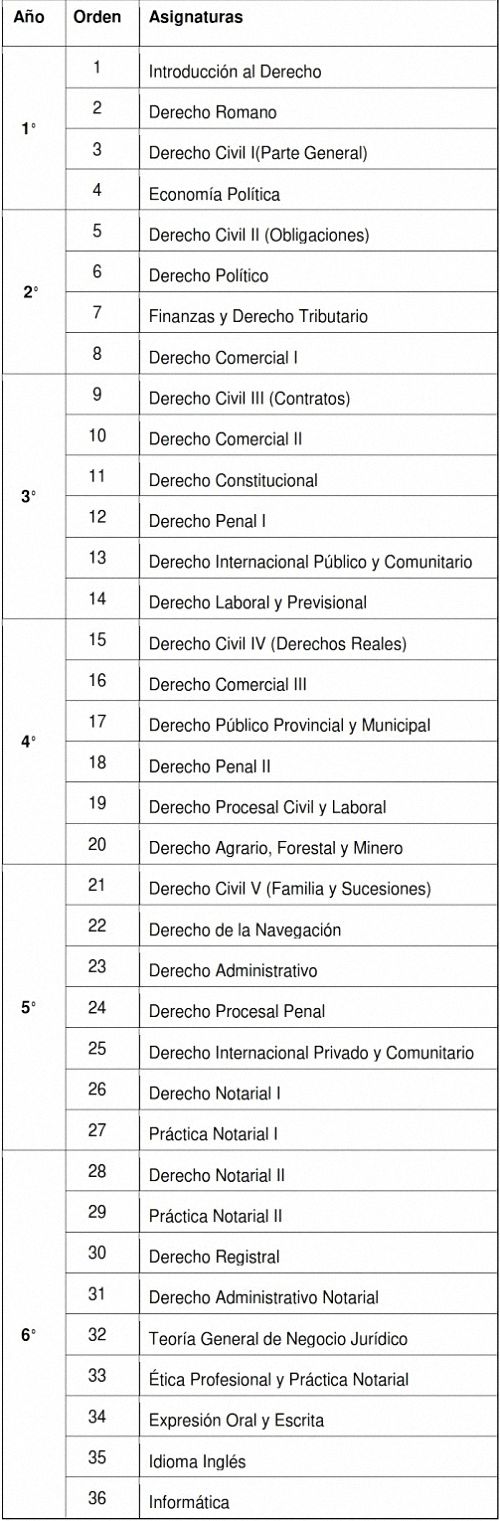 Año Orden Asignaturas
1° 1 Introducción al Derecho
2 Derecho Romano
3 Derecho Civil I(Parte General)
4 Economía Política
2° 5 Derecho Civil II (Obligaciones)
6 Derecho Político
7 Finanzas y Derecho Tributario
8 Derecho Comercial I
3° 9 Derecho Civil III (Contratos)
10 Derecho Comercial II
11 Derecho Constitucional
12 Derecho Penal I
13 Derecho Internacional Público y Comunitario
14 Derecho Laboral y Previsional
4° 15 Derecho Civil IV (Derechos Reales)
16 Derecho Comercial III
17 Derecho Público Provincial y Municipal
18 Derecho Penal II
19 Derecho Procesal Civil y Laboral
20 Derecho Agrario, Forestal y Minero
5° 21 Derecho Civil V (Familia y Sucesiones)
22 Derecho de la Navegación
23 Derecho Administrativo
24 Derecho Procesal Penal
25 Derecho Internacional Privado y Comunitario
26 Derecho Notarial I
27 Práctica Notarial I
6° 28 Derecho Notarial II
29 Práctica Notarial II
30 Derecho Registral
31 Derecho Administrativo Notarial
32 Teoría General de Negocio Jurídico
33 Ética Profesional y Práctica Notarial
34 Expresión Oral y Escrita
35 Idioma Inglés
36 Informática